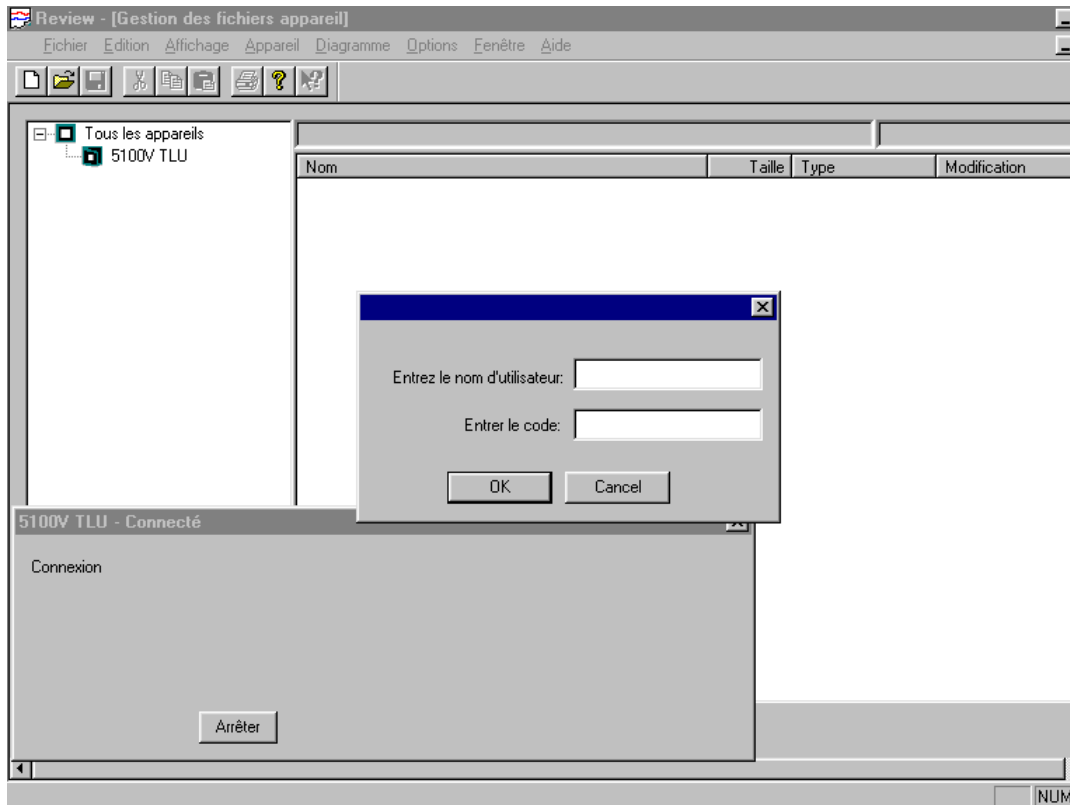 Review - [Gestion des fichiers appareil]
Fichier Edition Affichage Appareil Diagramme Options Fenêtre Aide
Tous les appareils
5100V TLU
Nom Taille Type Modification
Entrez le nom d'utilisateur:
Entrer le code:
OK Cancel
5100V TLU - Connecté
Connexion
Arrêter
NUM